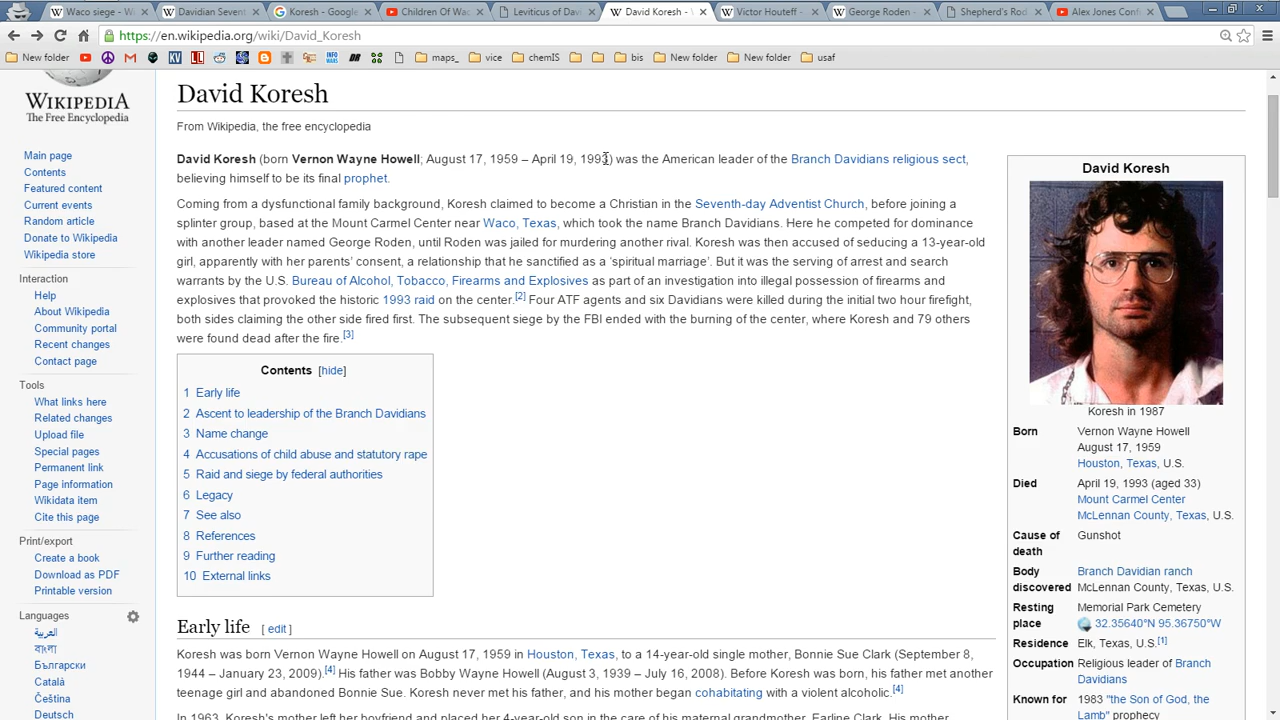 Waco siege - Wi
Davidian Sevent
Koresh - Google
Children Of Wac
Leviticus of Davi
David Koresh -
Victor Houteff -
George Roden -
Shepherd's Rod
Alex Jones Conf
https://en.wikipedia.org/wiki/David_Koresh
New folder
maps_
vice
chemIS
bis
New folder
New folder
usaf
WIKIPEDIA
The Free Encyclopedia
Main page
Contents
Featured content
Current events
Random article
Donate to Wikipedia
Wikipedia store
Interaction
Help
About Wikipedia
Community portal
Recent changes
Contact page
Tools
What links here
Related changes
Upload file
Special pages
Permanent link
Page information
Wikidata item
Cite this page
Print/export
Create a book
Download as PDF
Printable version
Languages
العربية
বাংলা
Български
Català
Čeština
Deutsch
David Koresh
From Wikipedia, the free encyclopedia
David Koresh (born Vernon Wayne Howell; August 17, 1959 – April 19, 1993) was the American leader of the Branch Davidians religious sect,
believing himself to be its final prophet.
Coming from a dysfunctional family background, Koresh claimed to become a Christian in the Seventh-day Adventist Church, before joining a
splinter group, based at the Mount Carmel Center near Waco, Texas, which took the name Branch Davidians. Here he competed for dominance
with another leader named George Roden, until Roden was jailed for murdering another rival. Koresh was then accused of seducing a 13-year-old
girl, apparently with her parents' consent, a relationship that he sanctified as a 'spiritual marriage'. But it was the serving of arrest and search
warrants by the U.S. Bureau of Alcohol, Tobacco, Firearms and Explosives as part of an investigation into illegal possession of firearms and
explosives that provoked the historic 1993 raid on the center.[2] Four ATF agents and six Davidians were killed during the initial two hour firefight,
both sides claiming the other side fired first. The subsequent siege by the FBI ended with the burning of the center, where Koresh and 79 others
were found dead after the fire.[3]
Contents [hide]
1 Early life
2 Ascent to leadership of the Branch Davidians
3 Name change
4 Accusations of child abuse and statutory rape
5 Raid and siege by federal authorities
6 Legacy
7 See also
8 References
9 Further reading
10 External links
Early life [ edit ]
Koresh was born Vernon Wayne Howell on August 17, 1959 in Houston, Texas, to a 14-year-old single mother, Bonnie Sue Clark (September 8,
1944 – January 23, 2009).[4] His father was Bobby Wayne Howell (August 3, 1939 – July 16, 2008). Before Koresh was born, his father met another
teenage girl and abandoned Bonnie Sue. Koresh never met his father, and his mother began cohabitating with a violent alcoholic.[4]
In 1963, Koresh's mother left her boyfriend and placed her 4-year-old son in the care of his maternal grandmother, Earline Clark. His mother
David Koresh
Koresh in 1987
Born Vernon Wayne Howell
August 17, 1959
Houston, Texas, U.S.
Died April 19, 1993 (aged 33)
Mount Carmel Center
McLennan County, Texas, U.S.
Cause of Gunshot
death
Body Branch Davidian ranch
discovered McLennan County, Texas, U.S.
Resting Memorial Park Cemetery
place 32.35640°N 95.36750°W
Residence Elk, Texas, U.S.[1]
Occupation Religious leader of Branch
Davidians
Known for 1983 "the Son of God, the
Lamb" prophecy